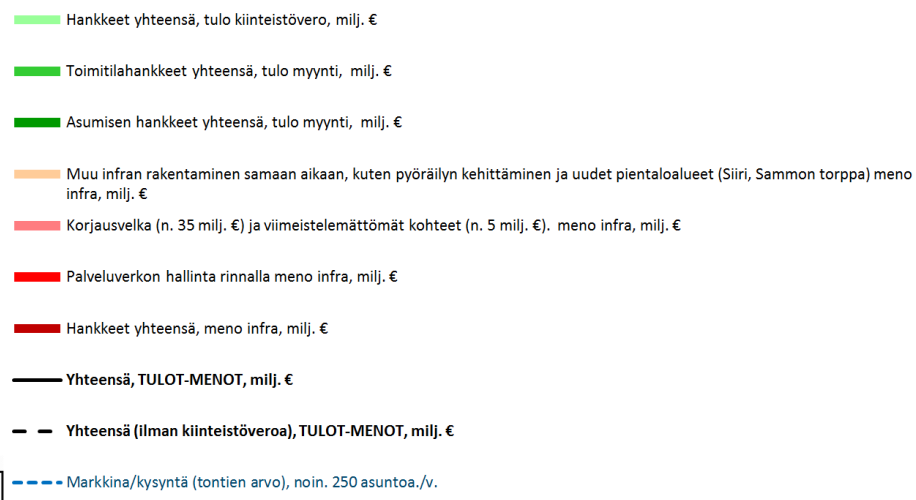 Hankkeet yhteensä, tulo kiinteistövero, milj. €
Toimitilahankkeet yhteensä, tulo myynti, milj. €
Asumisen hankkeet yhteensä, tulo myynti, milj. €
Muu infran rakentaminen samaan aikaan, kuten pyöräilyn kehittäminen ja uudet pientaloalueet (Siiri, Sammon torppa) meno
infra, milj. €
Korjausvelka (n. 35 milj. €) ja viimeistelemättömät kohteet (n. 5 milj. €). meno infra, milj. €
Palveluverkon hallinta rinnalla meno infra, milj. €
Hankkeet yhteensä, meno infra, milj. €
Yhteensä, TULOT-MENOT, milj. €
Yhteensä (ilman kiinteistöveroa), TULOT-MENOT, milj. €
Markkina/kysyntä (tontien arvo), noin. 250 asuntoa./v.